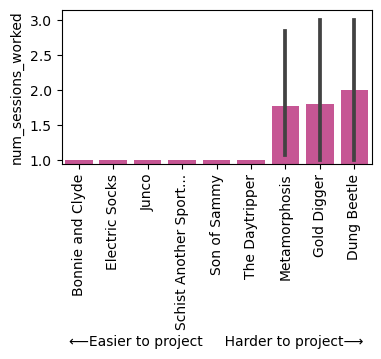 num_sessions_worked
3.0
2.5
2.0
1.5
1.0
Bonnie and Clyde
Electric Socks
Junco
Schist Another Sport...
Son of Sammy
The Daytripper
Metamorphosis
Gold Digger
Dung Beetle
⟵Easier to project     Harder to project⟶